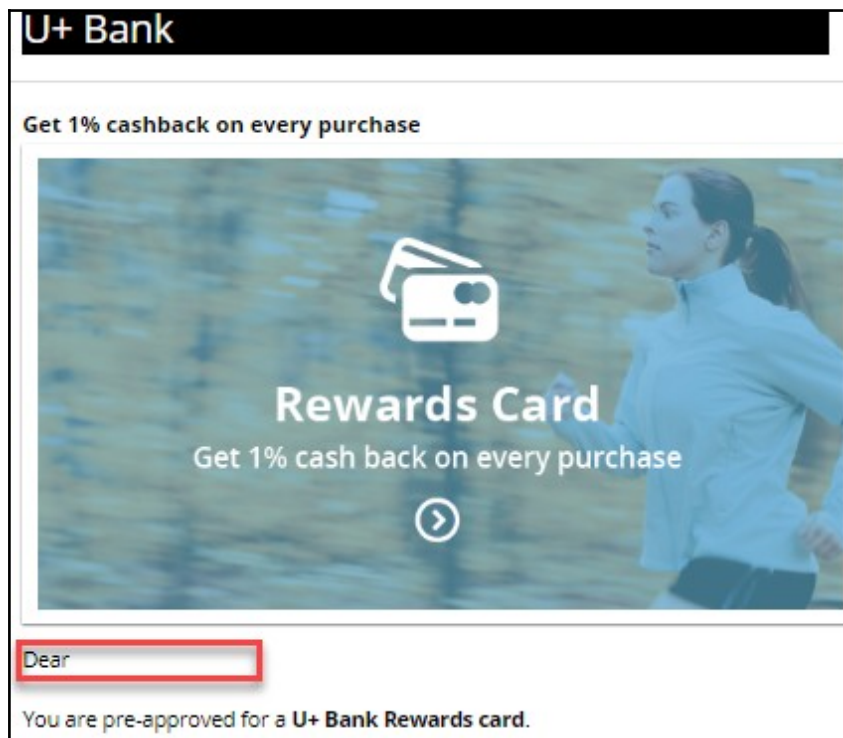 U+ Bank
Get 1% cashback on every purchase
Rewards Card
Get 1% cash back on every purchase
Dear
You are pre-approved for a U+ Bank Rewards card.